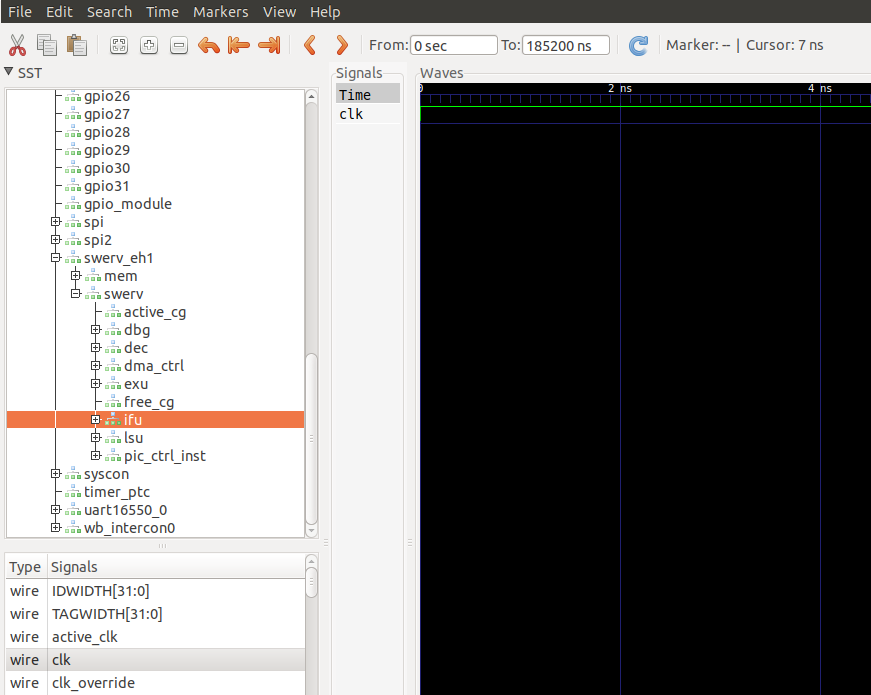 File Edit Search Time Markers View Help
From: 0 sec To: 185200 ns Marker: -- | Cursor: 7 ns
SST
gpio26
gpio27
gpio28
gpio29
gpio30
gpio31
gpio_module
spi
spi2
swerv_eh1
mem
swerv
active_cg
dbg
dec
dma_ctrl
exu
free_cg
ifu
lsu
pic_ctrl_inst
syscon
timer_ptc
uart16550_0
wb_intercon0
Type Signals
wire IDWIDTH[31:0]
wire TAGWIDTH[31:0]
wire active_clk
wire clk
wire clk_override
Signals
Time
clk
Waves
0 2 ns 4 ns